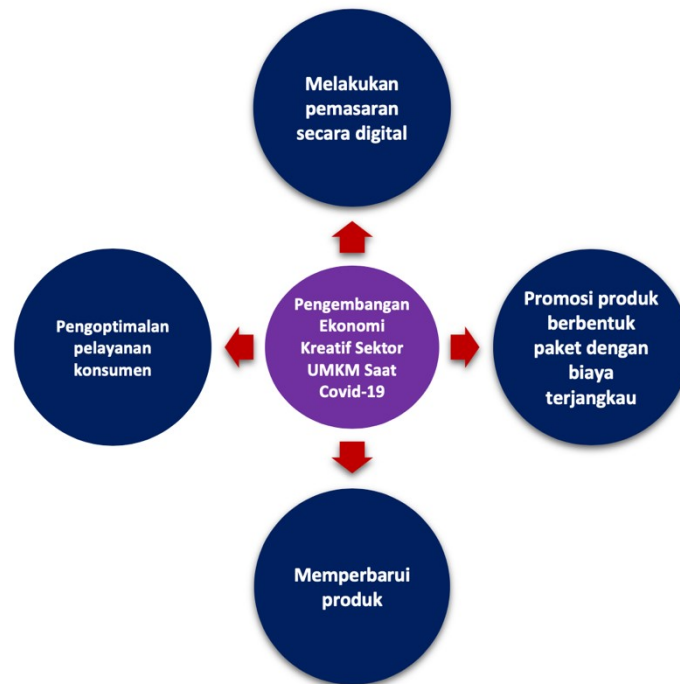 Melakukan
pemasaran
secara digital
Pengoptimalan
pelayanan
konsumen
Pengembangan
Ekonomi
Kreatif Sektor
UMKM Saat
Covid-19
Promosi produk
berbentuk
paket dengan
biaya
terjangkau
Memperbarui
produk